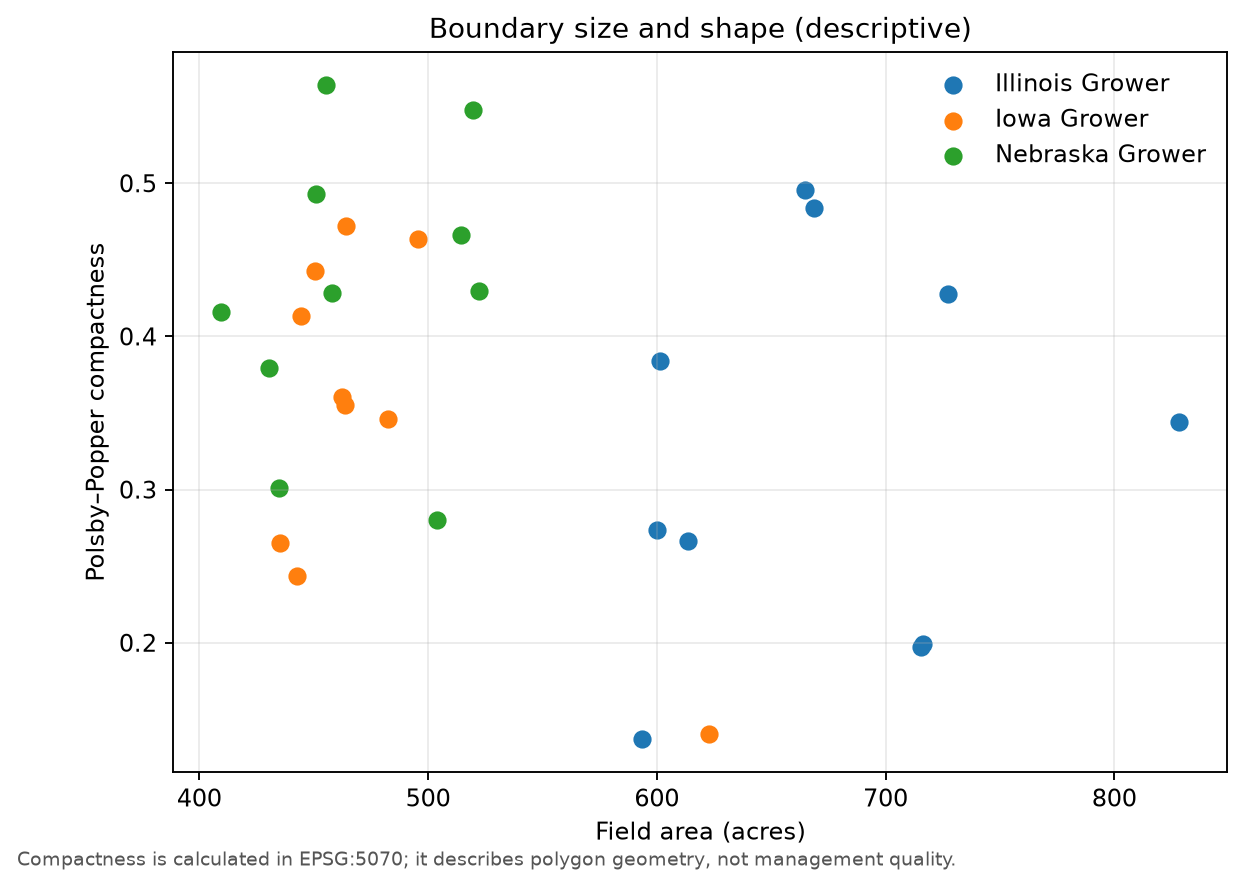 Boundary size and shape (descriptive)
Illinois Grower
Iowa Grower
Nebraska Grower
Polsby–Popper compactness
0.5
0.4
0.3
0.2
400 500 600 700 800
Field area (acres)
Compactness is calculated in EPSG:5070; it describes polygon geometry, not management quality.